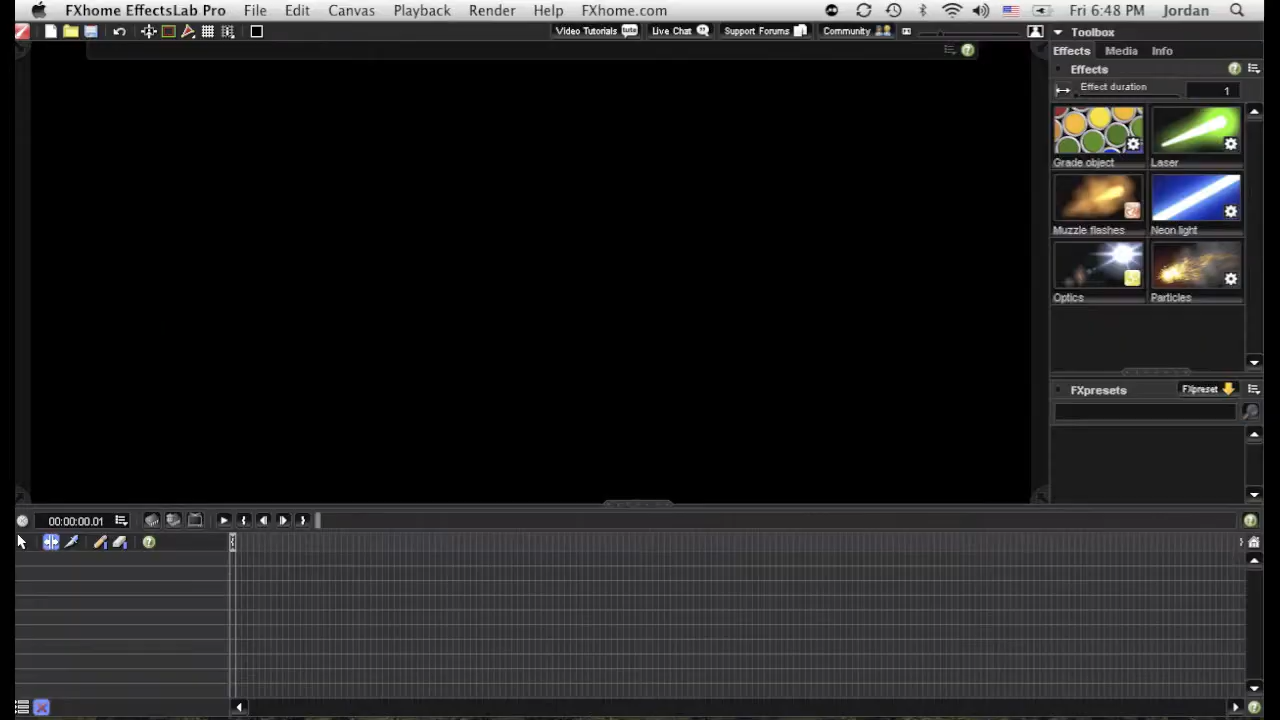 FXhome EffectsLab Pro File Edit Canvas Playback Render Help FXhome.com Fri 6:48 PM Jordan
Video Tutorials Live Chat Support Forums Community Toolbox
Effects Media Info
Effects
Effect duration 1
Grade object Laser
Muzzle flashes Neon light
Optics Particles
FXpresets FXpreset
00:00:00.01